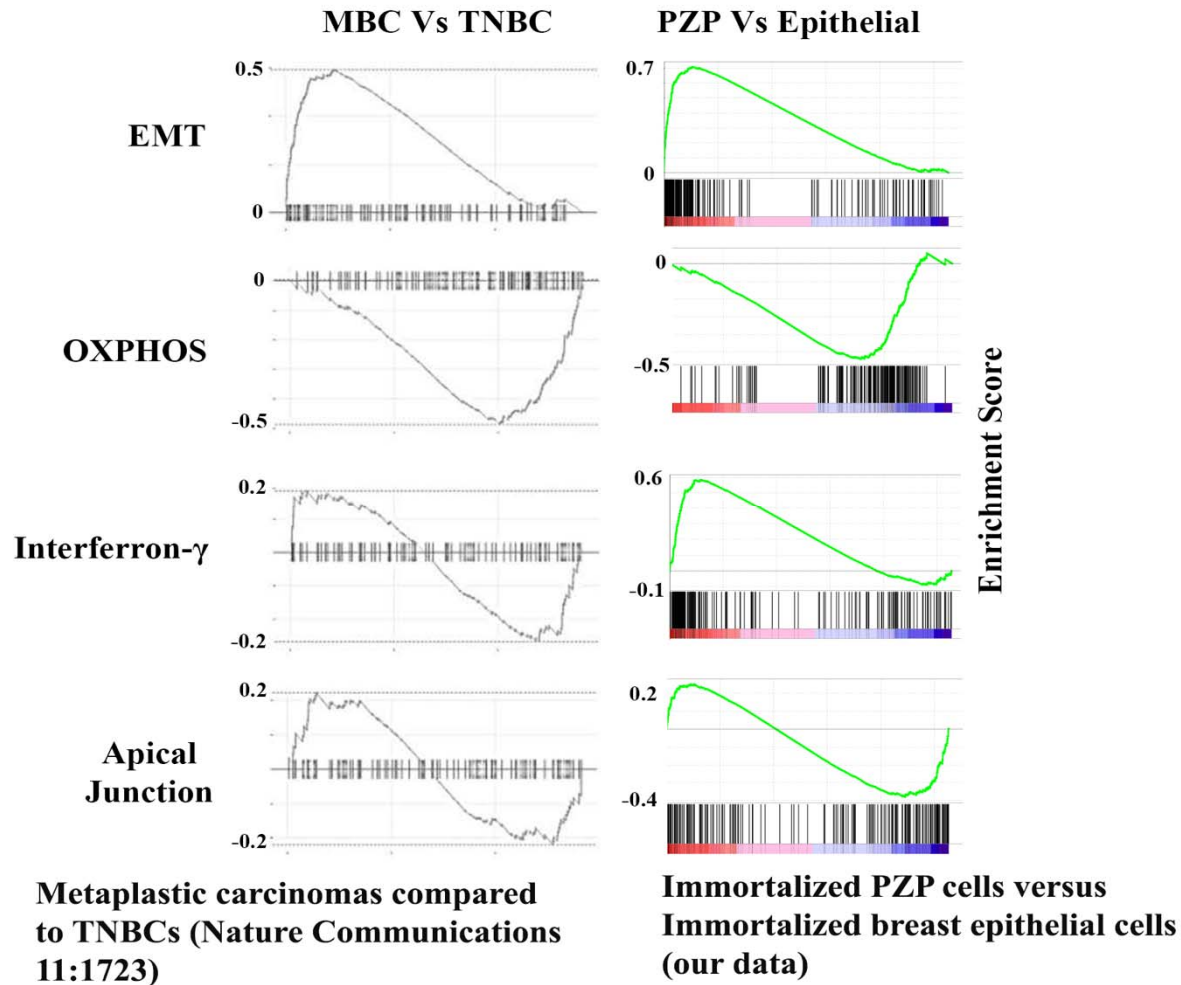 MBC Vs TNBC
PZP Vs Epithelial
EMT
0.5
0
0.7
0
OXPHOS
0
-0.5
0
-0.5
Interferron-γ
0.2
-0.2
0.6
-0.1
Apical
Junction
0.2
-0.2
0.2
-0.4
Enrichment Score
Metaplastic carcinomas compared
to TNBCs (Nature Communications
11:1723)
Immortalized PZP cells versus
Immortalized breast epithelial cells
(our data)